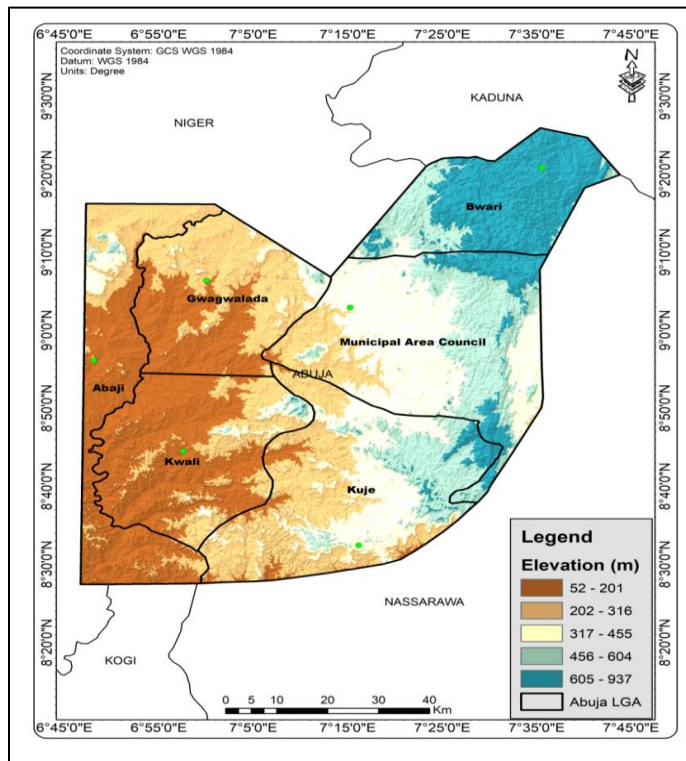 6°45'0"E 6°55'0"E 7°5'0"E 7°15'0"E 7°25'0"E 7°35'0"E 7°45'0"E
Coordinate System: GCS WGS 1984
Datum: WGS 1984
Units: Degree
N
KADUNA
NIGER
9°30'0"N
9°20'0"N
9°10'0"N
9°0'0"N
8°50'0"N
8°40'0"N
8°30'0"N
8°20'0"N
Bwari
Gwagwalada
Municipal Area Council
ABUJA
Abaji
Kwali
Kuje
NASSARAWA
KOGI
Legend
Elevation (m)
52 - 201
202 - 316
317 - 455
456 - 604
605 - 937
Abuja LGA
0 5 10 20 30 40
Km
9°30'0"N
9°20'0"N
9°10'0"N
9°0'0"N
8°50'0"N
8°40'0"N
8°30'0"N
8°20'0"N
6°45'0"E 6°55'0"E 7°5'0"E 7°15'0"E 7°25'0"E 7°35'0"E 7°45'0"E